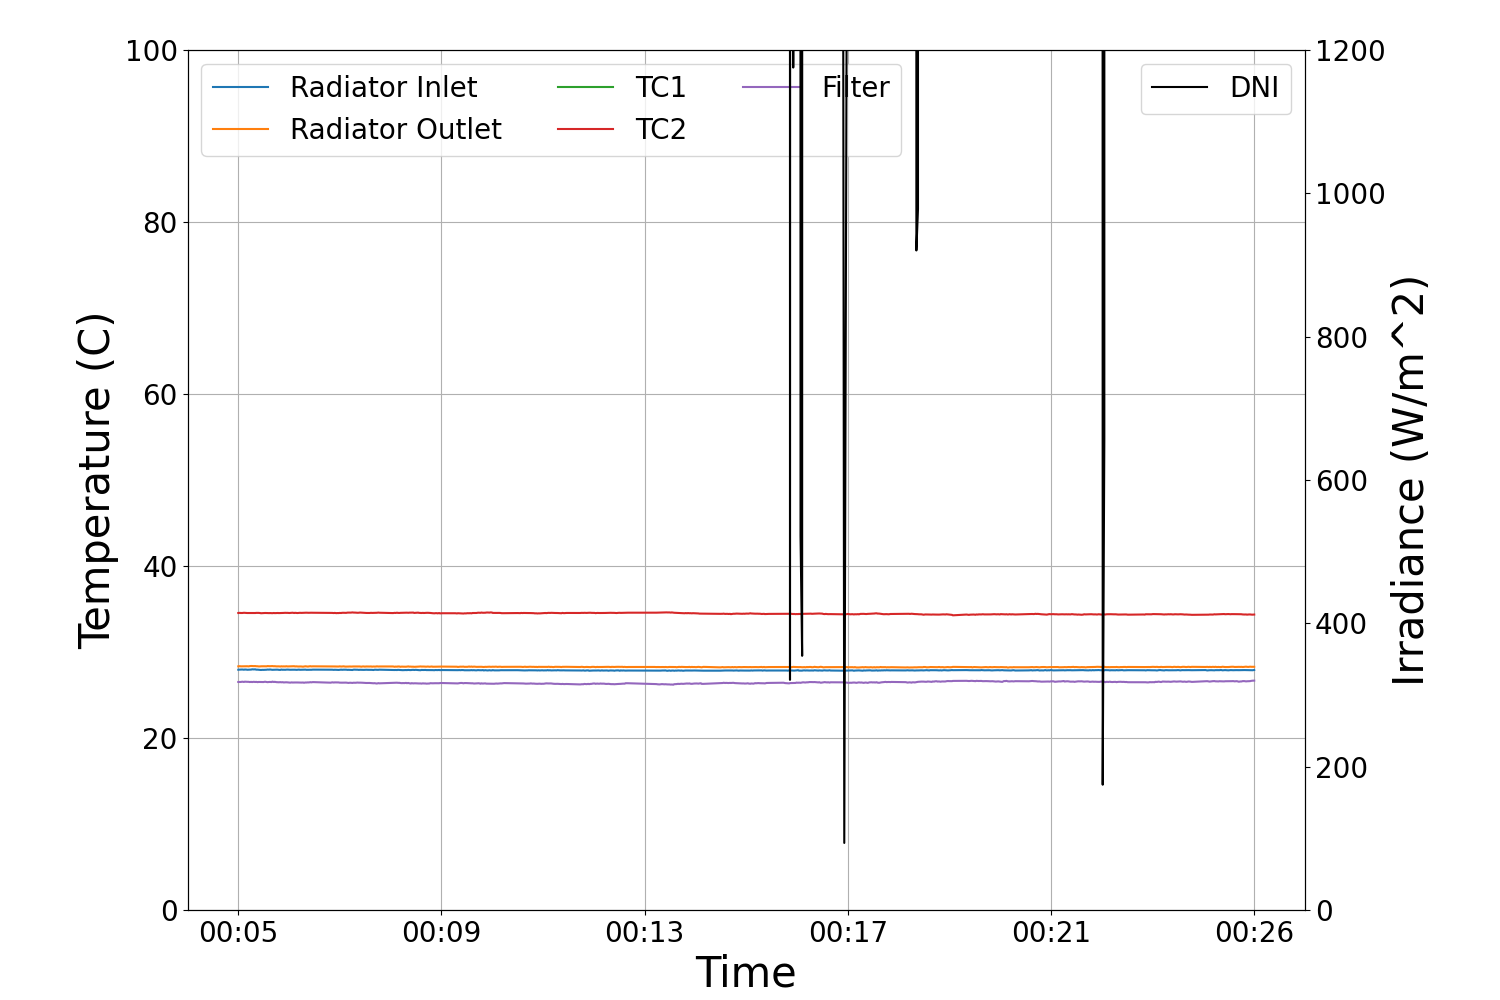 100
80
60
40
20
0
Temperature (C)
Radiator Inlet
Radiator Outlet
TC1
TC2
Filter
DNI
1200
1000
800
600
400
200
0
Irradiance (W/m^2)
00:05 00:09 00:13 00:17 00:21 00:26
Time